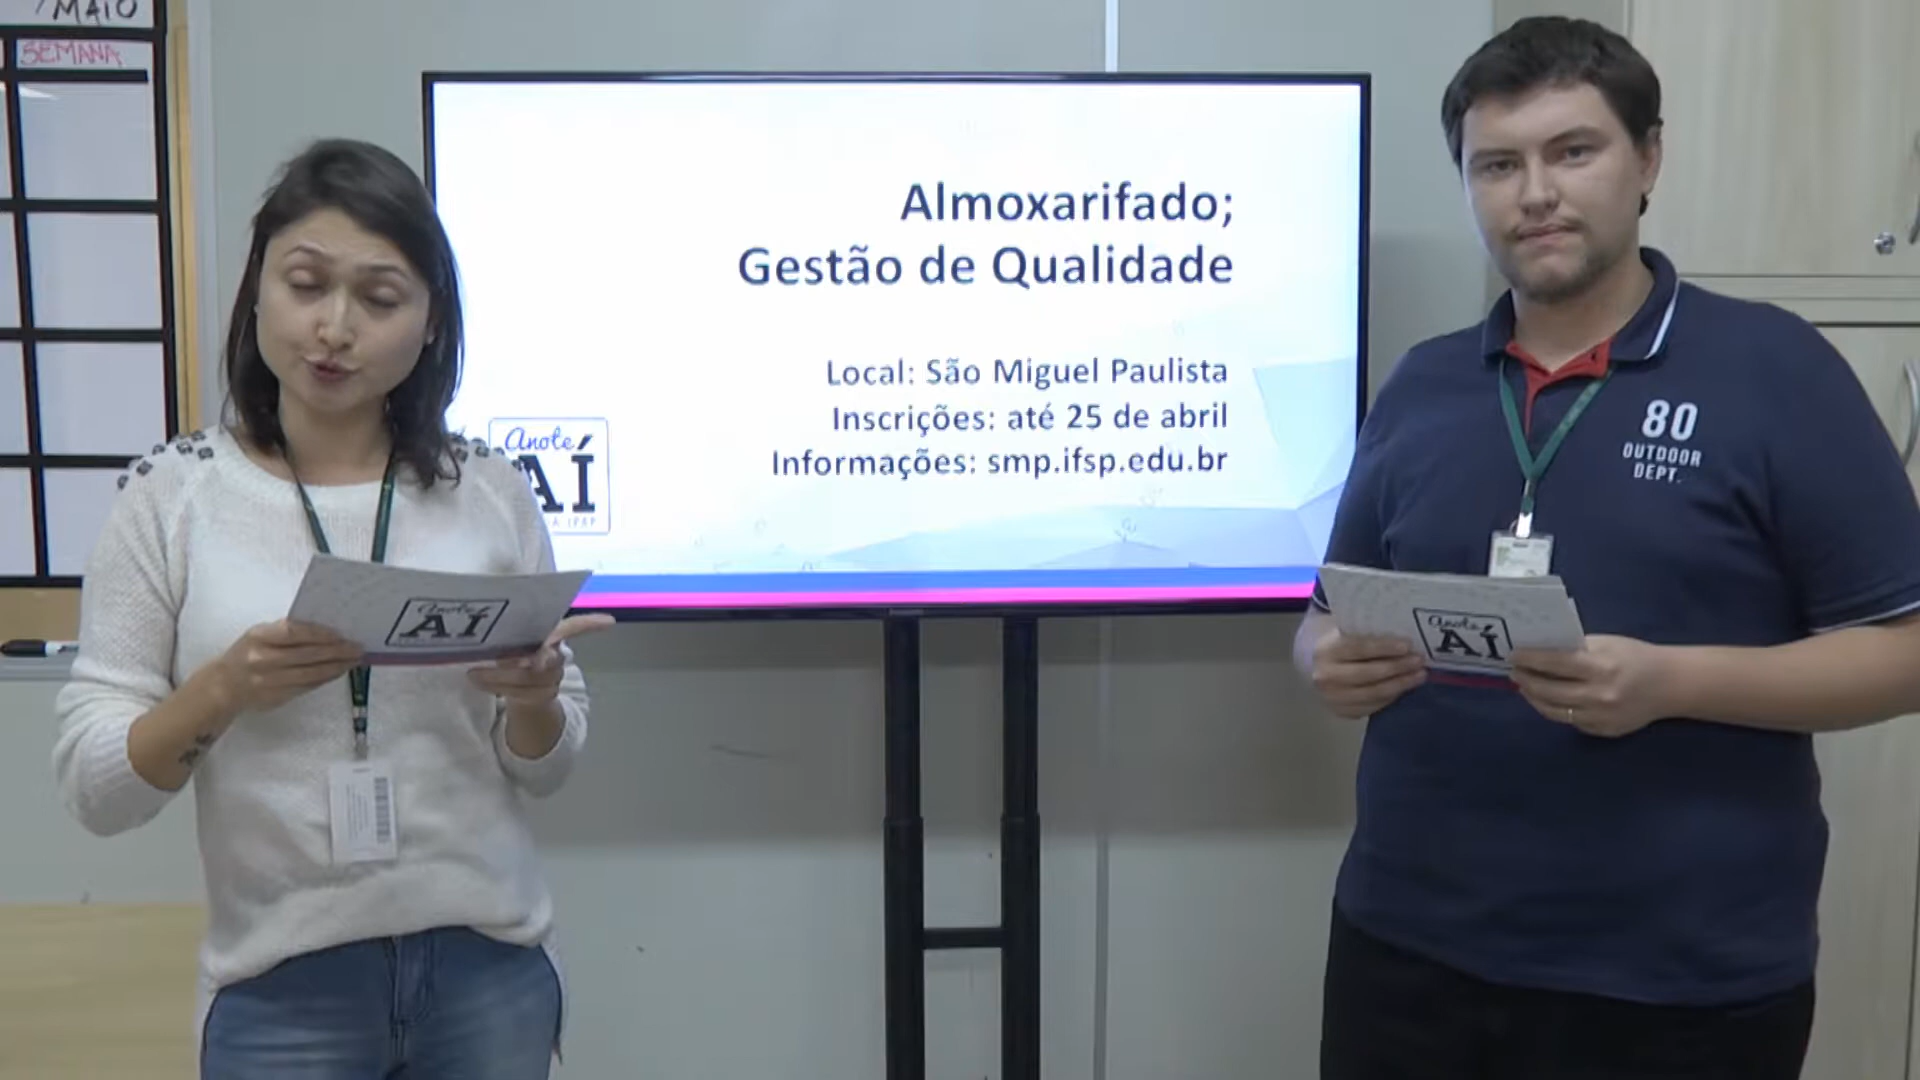 MAIO
SEMANA
Almoxarifado;
Gestão de Qualidade
Local: São Miguel Paulista
Inscrições: até 25 de abril
Informações: smp.ifsp.edu.br
Anote
AÍ
Anote
AÍ
Anote
AÍ
80
OUTDOOR
DEPT.